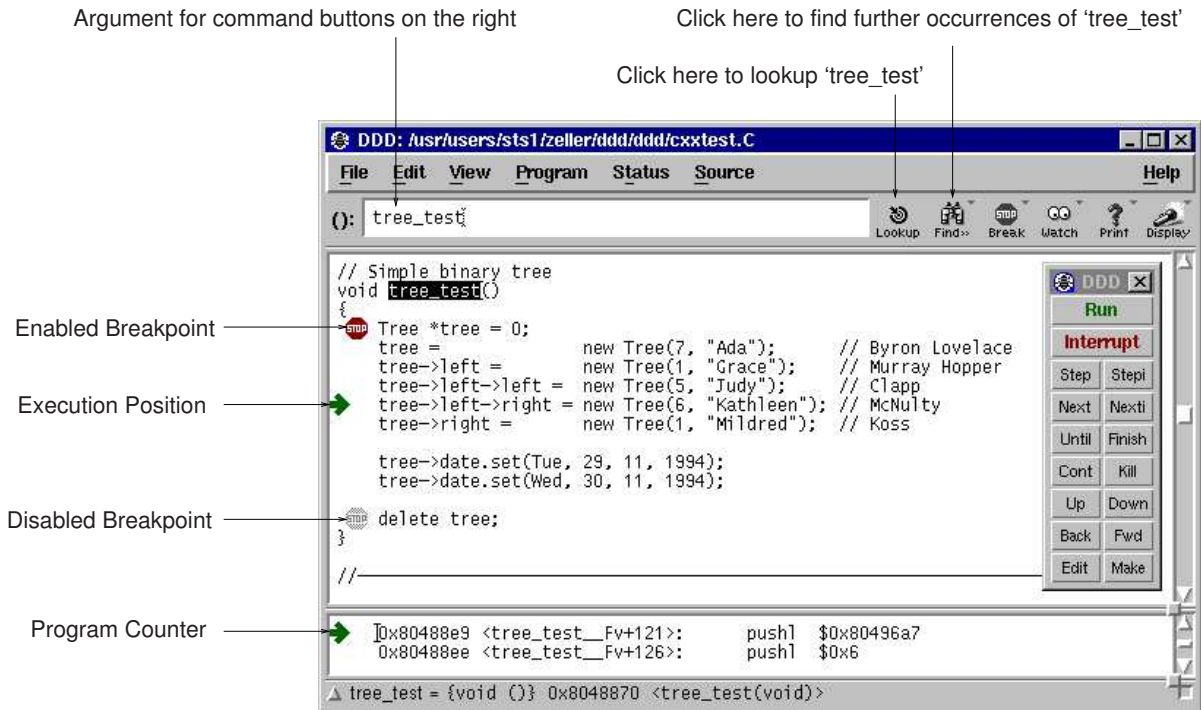 Argument for command buttons on the right
Click here to find further occurrences of ‘tree_test’
Click here to lookup ‘tree_test’
DDD: /usr/users/sts1/zeller/ddd/ddd/cxxtest.C
File Edit View Program Status Source Help
(): tree_test
Lookup Find» Break Watch Print Display
STOP
// Simple binary tree
void tree_test()
{
Enabled Breakpoint
STOP Tree *tree = 0;
tree = new Tree(7, "Ada"); // Byron Lovelace
tree->left = new Tree(1, "Grace"); // Murray Hopper
tree->left->left = new Tree(5, "Judy"); // Clapp
Execution Position
tree->left->right = new Tree(6, "Kathleen"); // McNulty
tree->right = new Tree(1, "Mildred"); // Koss
tree->date.set(Tue, 29, 11, 1994);
tree->date.set(Wed, 30, 11, 1994);
Disabled Breakpoint
STOP delete tree;
}
//
DDD
Run
Interrupt
Step Stepi
Next Nexti
Until Finish
Cont Kill
Up Down
Back Fwd
Edit Make
Program Counter
0x80488e9 <tree_test__Fv+121>: pushl $0x80496a7
0x80488ee <tree_test__Fv+126>: pushl $0x6
tree_test = {void ()} 0x8048870 <tree_test(void)>